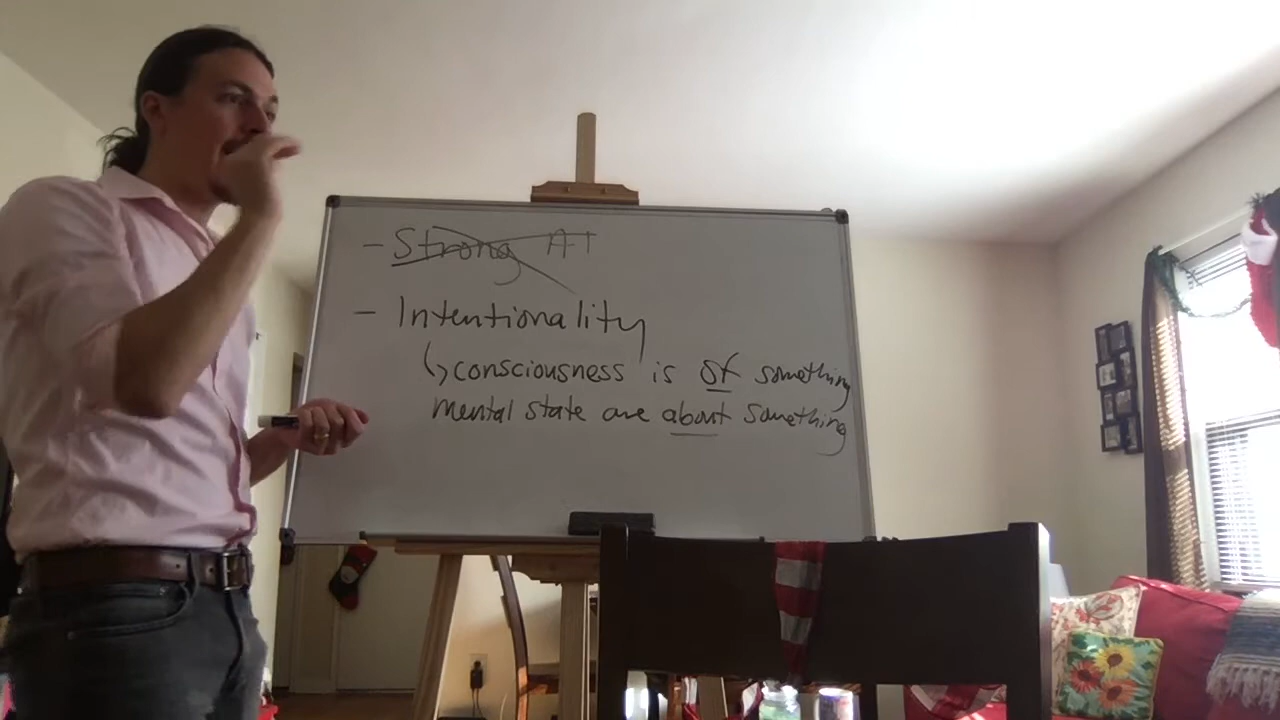 - Strong AI
- Intentionality
↳ consciousness is of something
mental state are about something